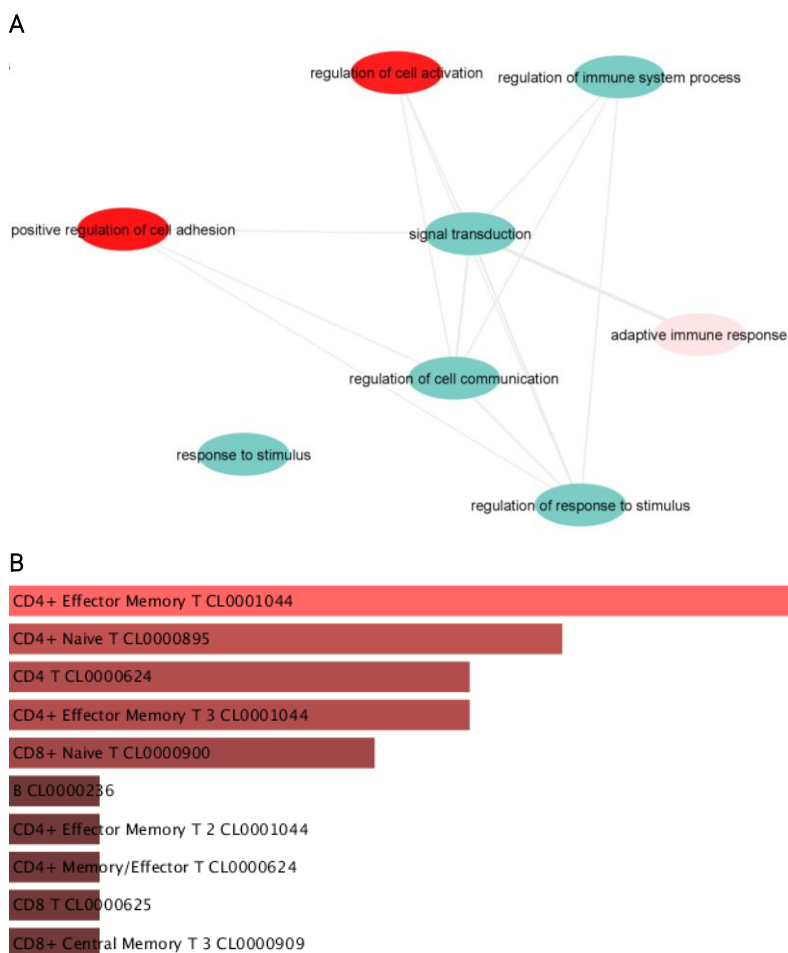 A
regulation of cell activation
regulation of immune system process
positive regulation of cell adhesion
signal transduction
adaptive immune response
regulation of cell communication
response to stimulus
regulation of response to stimulus
B
CD4+ Effector Memory T CL0001044
CD4+ Naive T CL0000895
CD4 T CL0000624
CD4+ Effector Memory T 3 CL0001044
CD8+ Naive T CL0000900
B CL0000236
CD4+ Effector Memory T 2 CL0001044
CD4+ Memory/Effector T CL0000624
CD8 T CL0000625
CD8+ Central Memory T 3 CL0000909